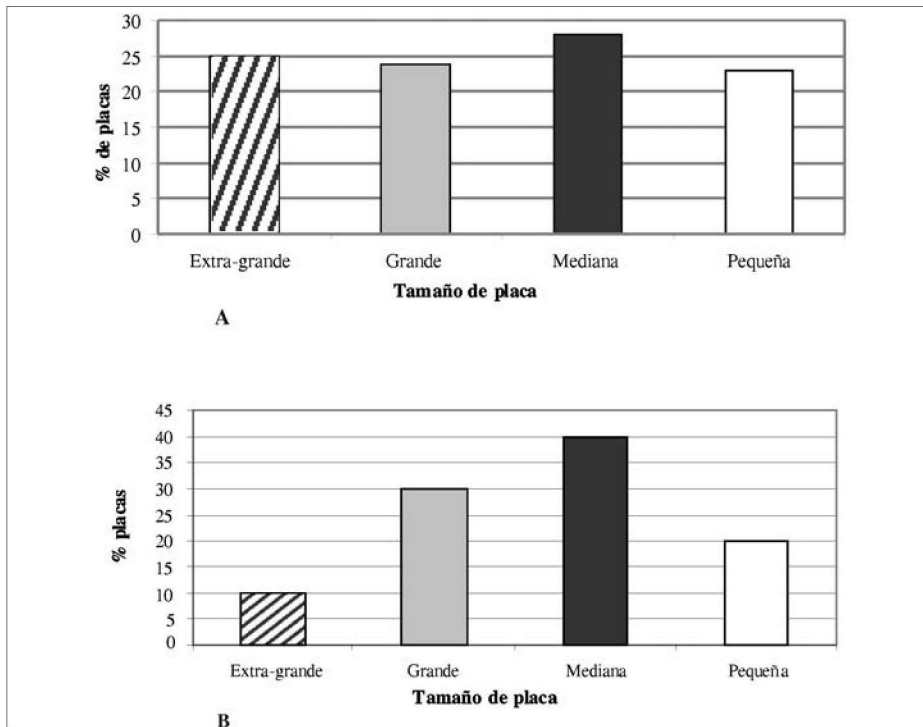 30
25
20
15
10
5
0
% de placas
Extra-grande Grande Mediana Pequeña
Tamaño de placa
A
45
40
35
30
25
20
15
10
5
0
% placas
Extra-grande Grande Mediana Pequeña
Tamaño de placa
B